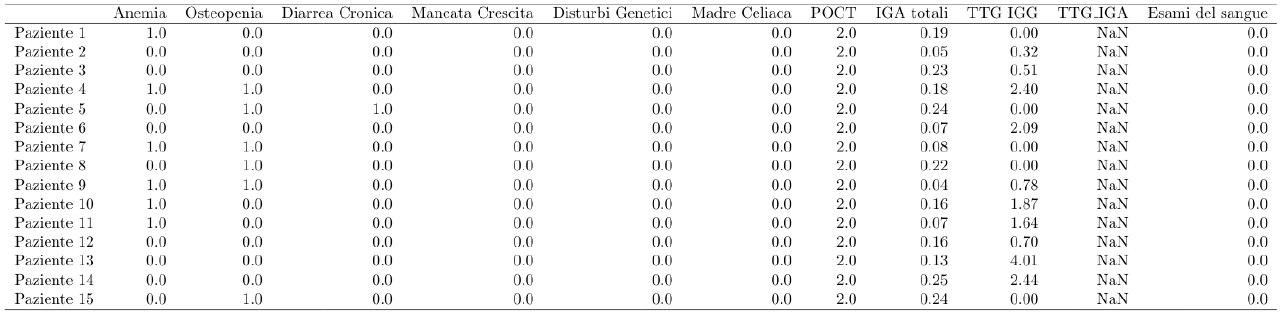 Anemia Osteopenia Diarrea Cronica Mancata Crescita Disturbi Genetici Madre Celiaca POCT IGA totali TTG IGG TTG_IGA Esami del sangue
Paziente 1 1.0 0.0 0.0 0.0 0.0 0.0 2.0 0.19 0.00 NaN 0.0
Paziente 2 0.0 0.0 0.0 0.0 0.0 0.0 2.0 0.05 0.32 NaN 0.0
Paziente 3 0.0 0.0 0.0 0.0 0.0 0.0 2.0 0.23 0.51 NaN 0.0
Paziente 4 1.0 1.0 0.0 0.0 0.0 0.0 2.0 0.18 2.40 NaN 0.0
Paziente 5 0.0 1.0 1.0 0.0 0.0 0.0 2.0 0.24 0.00 NaN 0.0
Paziente 6 0.0 0.0 0.0 0.0 0.0 0.0 2.0 0.07 2.09 NaN 0.0
Paziente 7 1.0 1.0 0.0 0.0 0.0 0.0 2.0 0.08 0.00 NaN 0.0
Paziente 8 0.0 1.0 0.0 0.0 0.0 0.0 2.0 0.22 0.00 NaN 0.0
Paziente 9 1.0 1.0 0.0 0.0 0.0 0.0 2.0 0.04 0.78 NaN 0.0
Paziente 10 1.0 0.0 0.0 0.0 0.0 0.0 2.0 0.16 1.87 NaN 0.0
Paziente 11 1.0 0.0 0.0 0.0 0.0 0.0 2.0 0.07 1.64 NaN 0.0
Paziente 12 0.0 0.0 0.0 0.0 0.0 0.0 2.0 0.16 0.70 NaN 0.0
Paziente 13 0.0 0.0 0.0 0.0 0.0 0.0 2.0 0.13 4.01 NaN 0.0
Paziente 14 0.0 0.0 0.0 0.0 0.0 0.0 2.0 0.25 2.44 NaN 0.0
Paziente 15 0.0 1.0 0.0 0.0 0.0 0.0 2.0 0.24 0.00 NaN 0.0